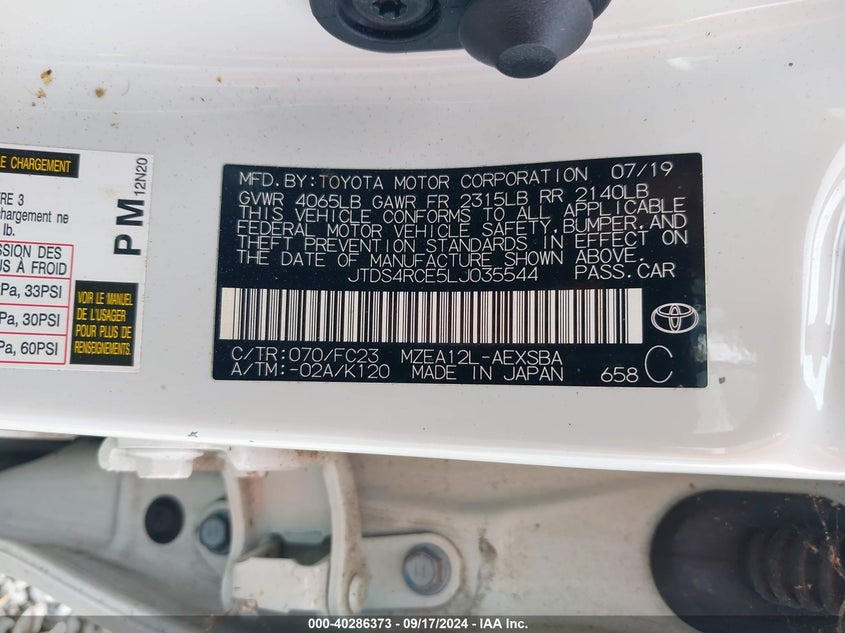 LE CHARGEMENT
RE 3
chargement ne
lb.
SSION DES
S À FROID
Pa, 33PSI
Pa, 30PSI
Pa, 60PSI
PM
12N20
VOIR LE MANUEL
DE L'USAGER
POUR PLUS DE
RENSEIGNEMENTS.
MFD.BY:TOYOTA MOTOR CORPORATION 07/19
GVWR 4065LB GAWR FR 2315LB RR 2140LB
THIS VEHICLE CONFORMS TO ALL APPLICABLE
FEDERAL MOTOR VEHICLE SAFETY,BUMPER,AND
THEFT PREVENTION STANDARDS IN EFFECT ON
THE DATE OF MANUFACTURE SHOWN ABOVE.
JTDS4RCE5LJ035544 PASS.CAR
C/TR:070/FC23 MZEA12L-AEXSBA
A/TM:-02A/K120 MADE IN JAPAN 658 C
000-40286373 - 09/17/2024 - IAA Inc.